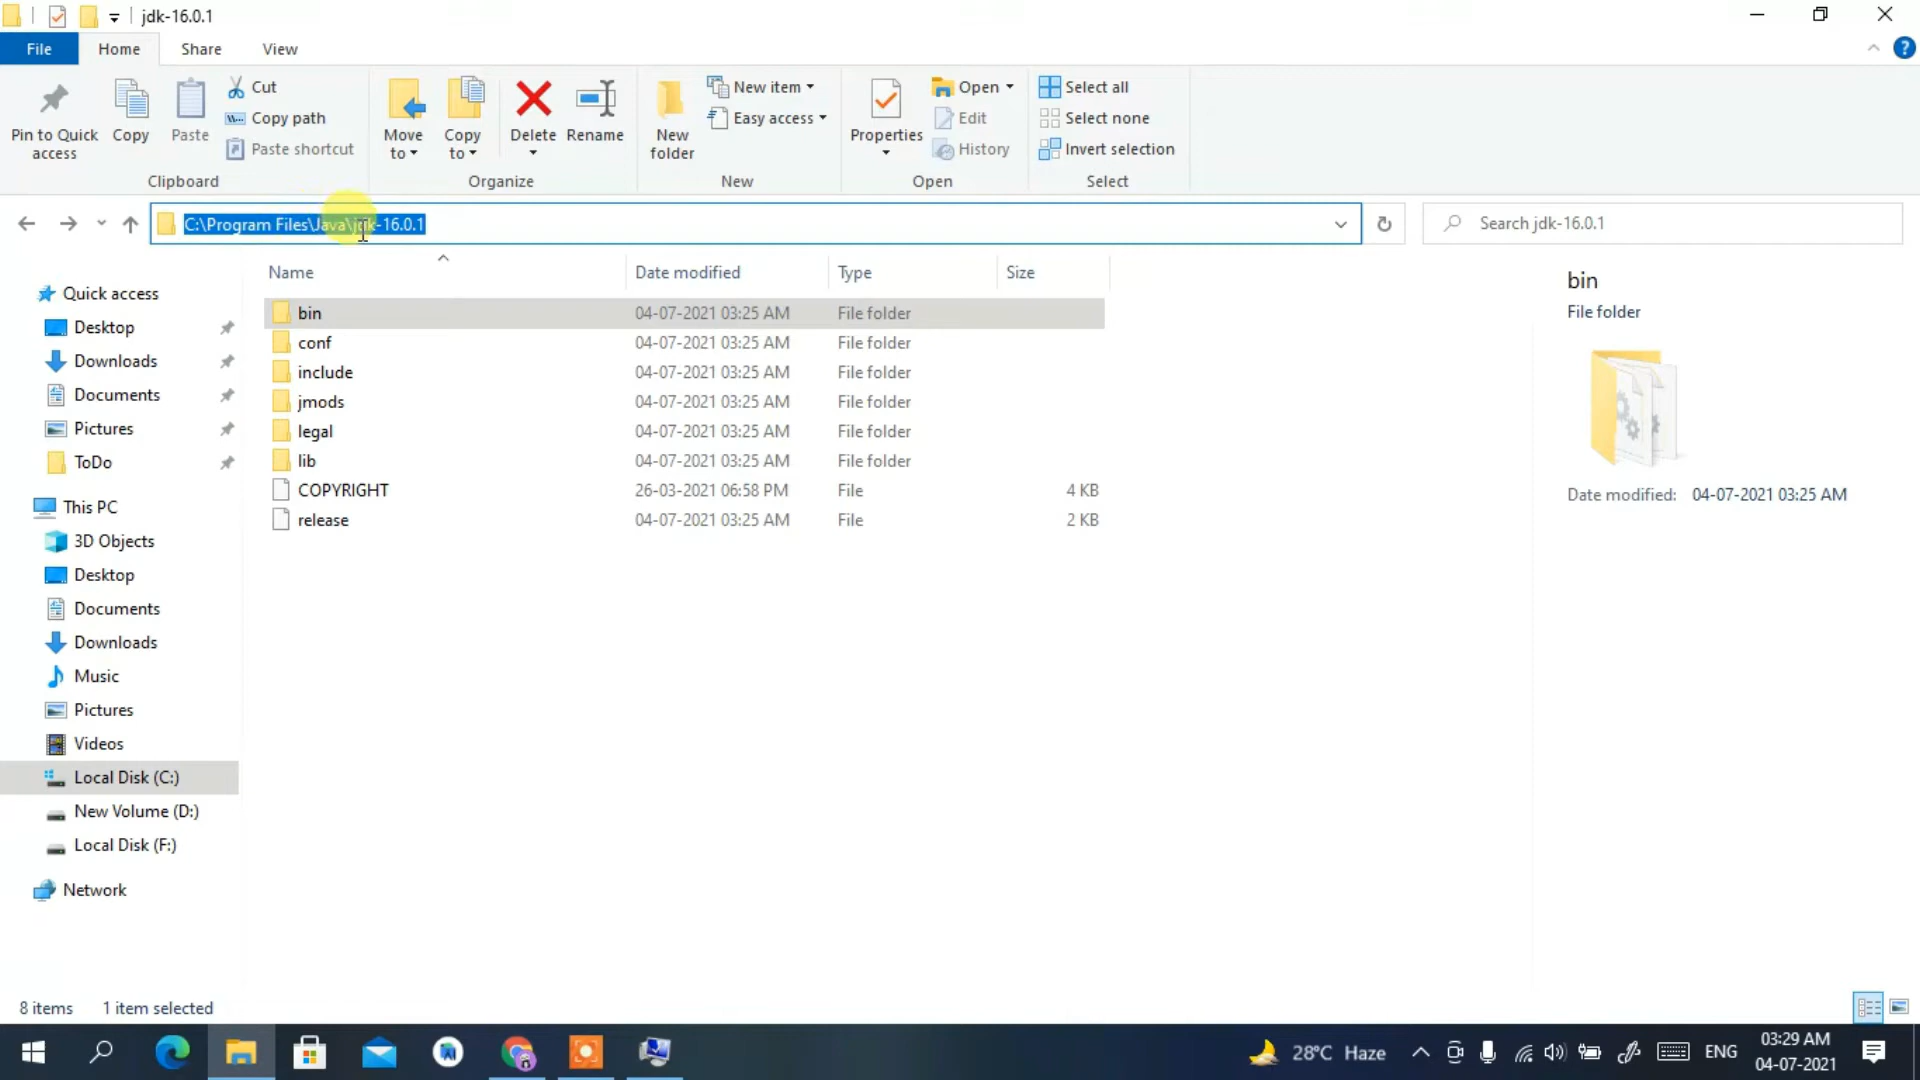 jdk-16.0.1
File Home Share View
Pin to Quick access
Copy
Paste
Cut
Copy path
Paste shortcut
Clipboard
Move to
Copy to
Delete
Rename
Organize
New folder
New item
Easy access
New
Properties
Open
Edit
History
Open
Select all
Select none
Invert selection
Select
C:\Program Files\Java\jdk-16.0.1
Search jdk-16.0.1
Name Date modified Type Size
bin 04-07-2021 03:25 AM File folder
conf 04-07-2021 03:25 AM File folder
include 04-07-2021 03:25 AM File folder
jmods 04-07-2021 03:25 AM File folder
legal 04-07-2021 03:25 AM File folder
lib 04-07-2021 03:25 AM File folder
COPYRIGHT 26-03-2021 06:58 PM File 4 KB
release 04-07-2021 03:25 AM File 2 KB
Quick access
Desktop
Downloads
Documents
Pictures
ToDo
This PC
3D Objects
Desktop
Documents
Downloads
Music
Pictures
Videos
Local Disk (C:)
New Volume (D:)
Local Disk (F:)
Network
bin
File folder
Date modified: 04-07-2021 03:25 AM
8 items 1 item selected
28°C Haze
ENG
03:29 AM
04-07-2021